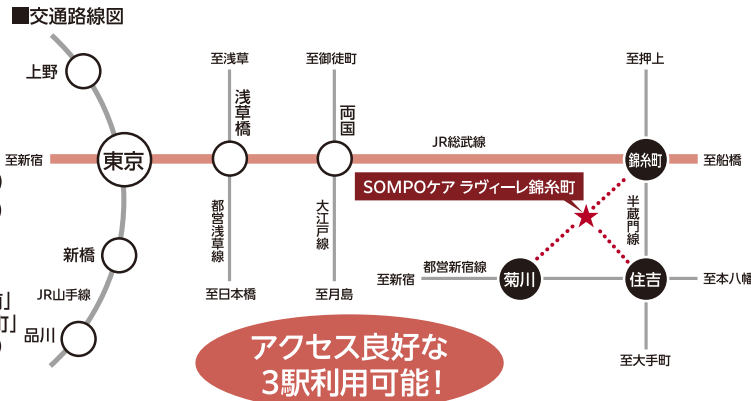 ■交通路線図
上野
至浅草
至御徒町
至押上
浅草橋
両国
JR総武線
至新宿
東京
錦糸町
至船橋
SOMPOケア ラヴィーレ錦糸町
都営浅草線
大江戸線
半蔵門線
新橋
都営新宿線
至新宿
菊川
住吉
至本八幡
JR山手線
至日本橋
至月島
町」
品川
至大手町
アクセス良好な
3駅利用可能!